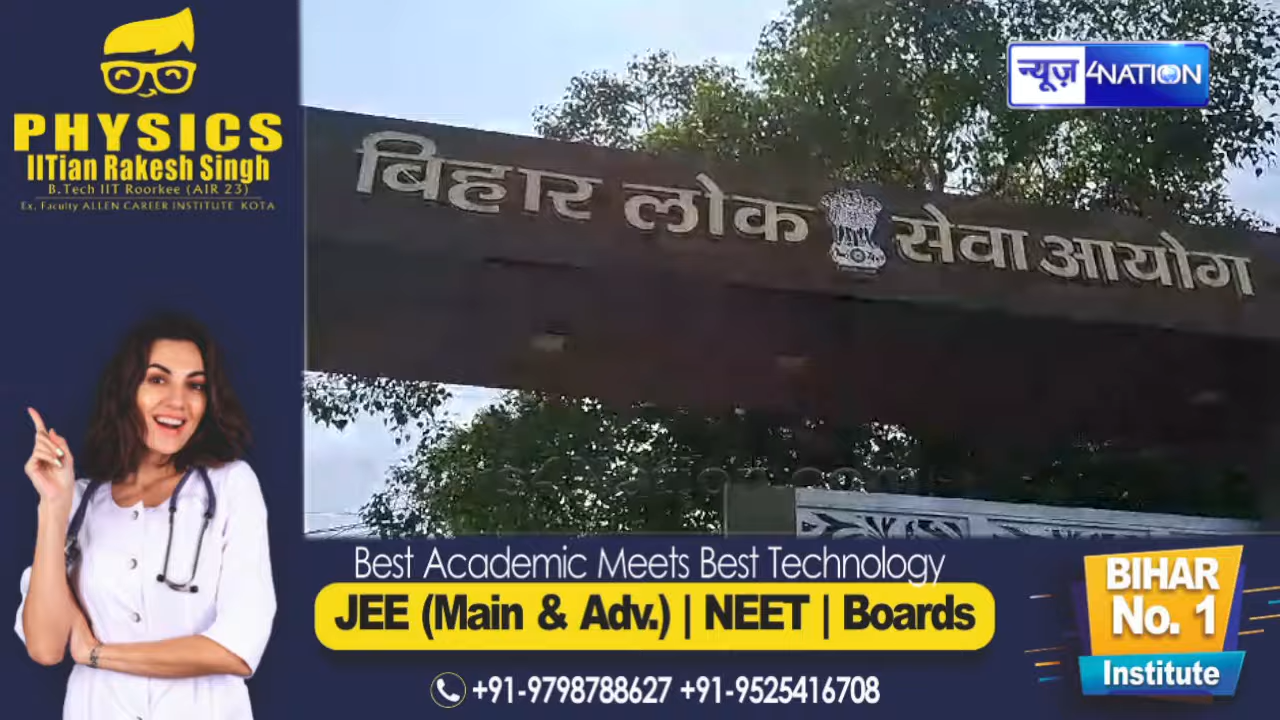 PHYSICS
IITian Rakesh Singh
B.Tech IIT Roorkee (AIR 23)
Ex. Faculty ALLEN CAREER INSTITUTE KOTA
न्यूज़ 4NATION
बिहार लोक सेवा आयोग
Best Academic Meets Best Technology
JEE (Main & Adv.) | NEET | Boards
+91-9798788627 +91-9525416708
BIHAR
No. 1
Institute